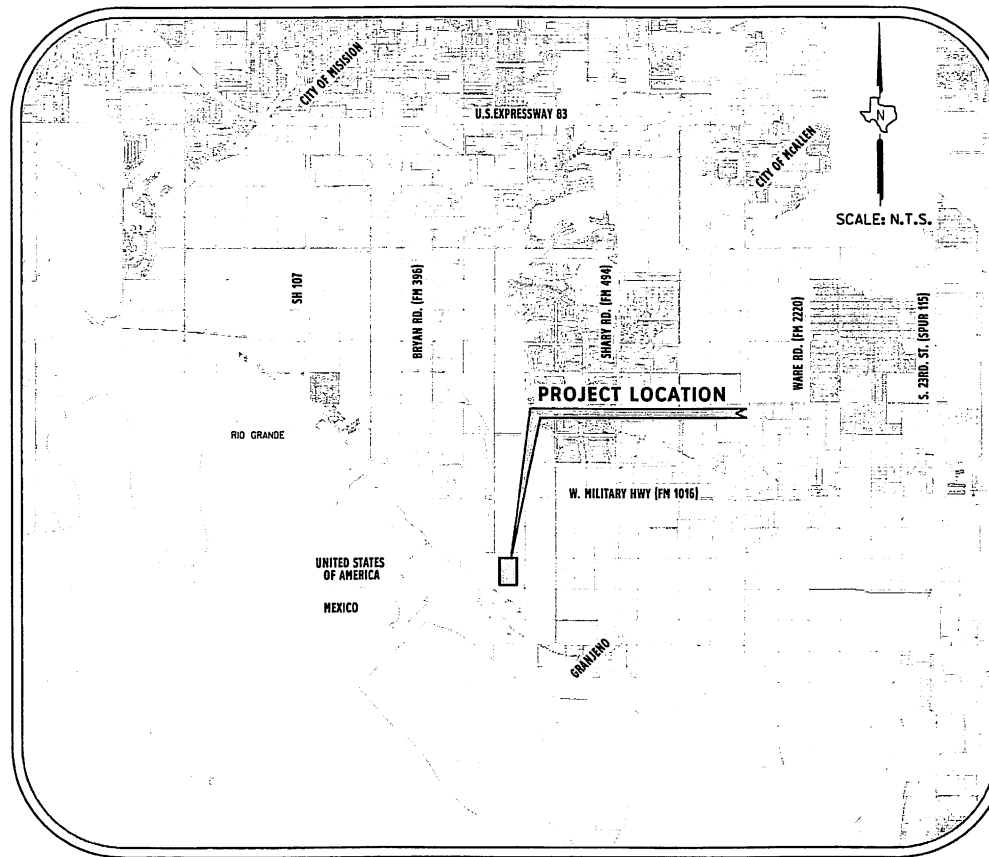 CITY OF MISISION
U.S.EXPRESSWAY 83
CITY OF McALLEN
N
SCALE: N.T.S.
SH 107
BRYAN RD. (FM 396)
SHARY RD. (FM 494)
WARE RD. (FM 2220)
S. 23RD. ST. (SPUR 115)
PROJECT LOCATION
RIO GRANDE
W. MILITARY HWY (FM 1016)
UNITED STATES
OF AMERICA
MEXICO
GRANJENO